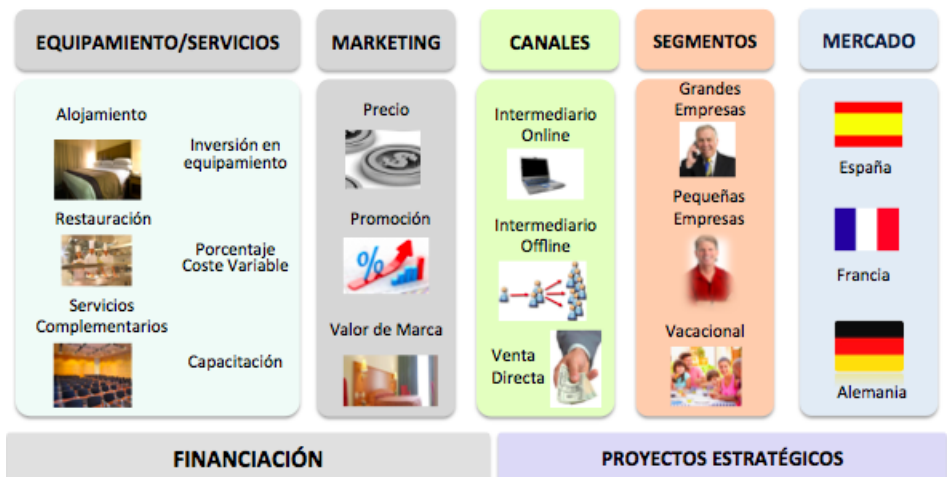 EQUIPAMIENTO/SERVICIOS
MARKETING
CANALES
SEGMENTOS
MERCADO
Alojamiento
Inversión en
equipamiento
Restauración
Porcentaje
Coste Variable
Servicios
Complementarios
Capacitación
Precio
Promoción
%
Valor de Marca
Intermediario
Online
Intermediario
Offline
Venta
Directa
Grandes
Empresas
Pequeñas
Empresas
Vacacional
España
Francia
Alemania
FINANCIACIÓN
PROYECTOS ESTRATÉGICOS